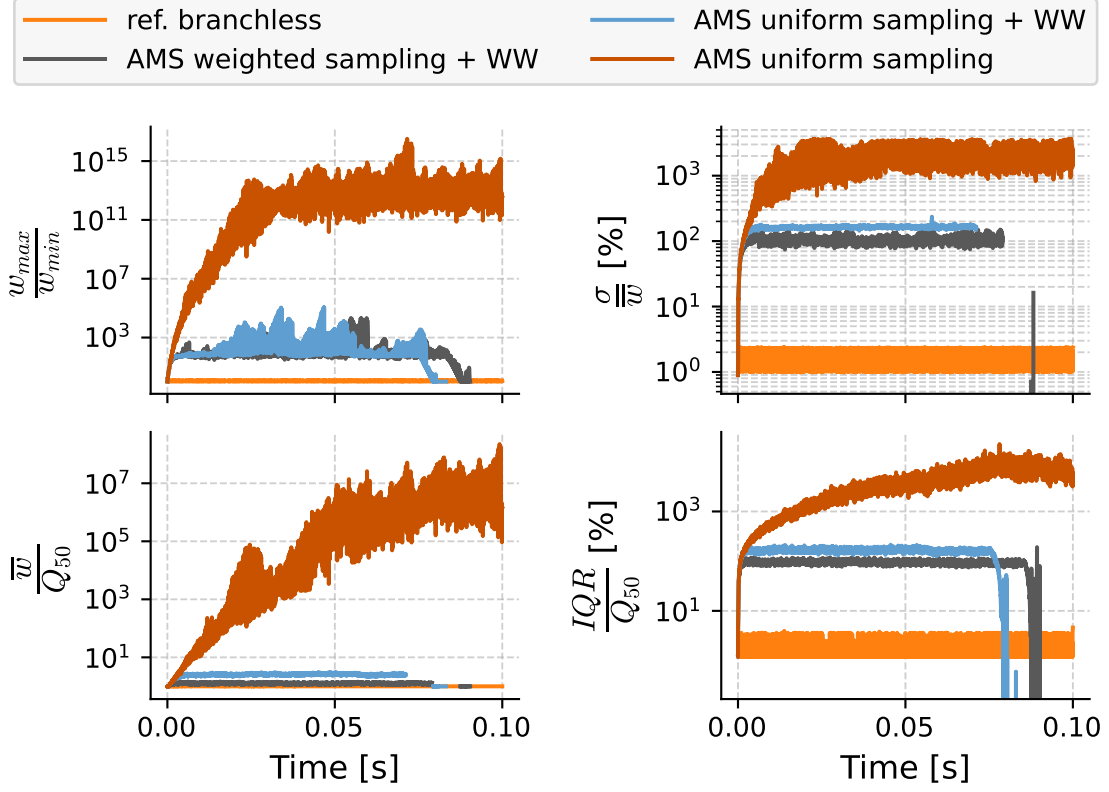 ref. branchless
AMS weighted sampling + WW
AMS uniform sampling + WW
AMS uniform sampling
w_max / w_min
10^15
10^11
10^7
10^3
σ / w̿ [%]
10^3
10^2
10^1
10^0
w̿ / Q_50
10^7
10^5
10^3
10^1
0.00 0.05 0.10
Time [s]
IQR / Q_50 [%]
10^3
10^1
0.00 0.05 0.10
Time [s]